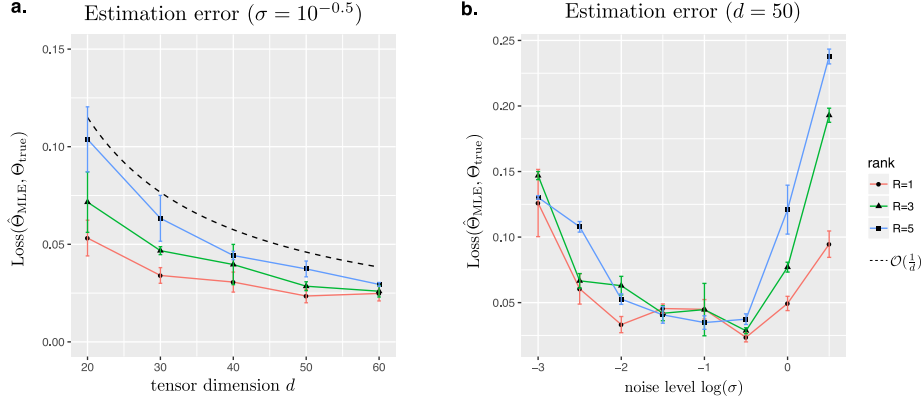 a.
Estimation error (σ = 10^{-0.5})
Loss(Θ̂_MLE, Θ_true)
0.15
0.10
0.05
0.00
20 30 40 50 60
tensor dimension d
b.
Estimation error (d = 50)
Loss(Θ̂_MLE, Θ_true)
0.25
0.20
0.15
0.10
0.05
−3 −2 −1 0
noise level log(σ)
rank
R=1
R=3
R=5
O(1/d)